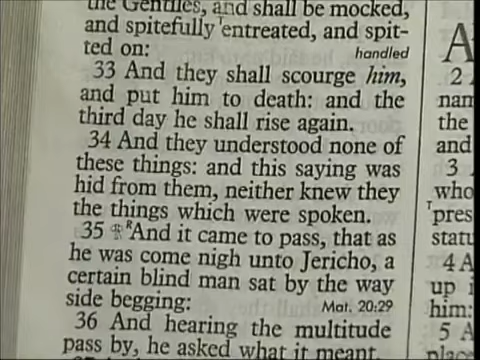 the Gentiles, and shall be mocked,
and spitefully Tentreated, and spit-
ted on: handled
33 And they shall scourge him,
and put him to death: and the
third day he shall rise again.
34 And they understood none of
these things: and this saying was
hid from them, neither knew they
the things which were spoken.
35 RAnd it came to pass, that as
he was come nigh unto Jericho, a
certain blind man sat by the way
side begging: Mat. 20:29
36 And hearing the multitude
pass by, he asked what it meant.
A
2
the
and
3
who
4
up
him:
5